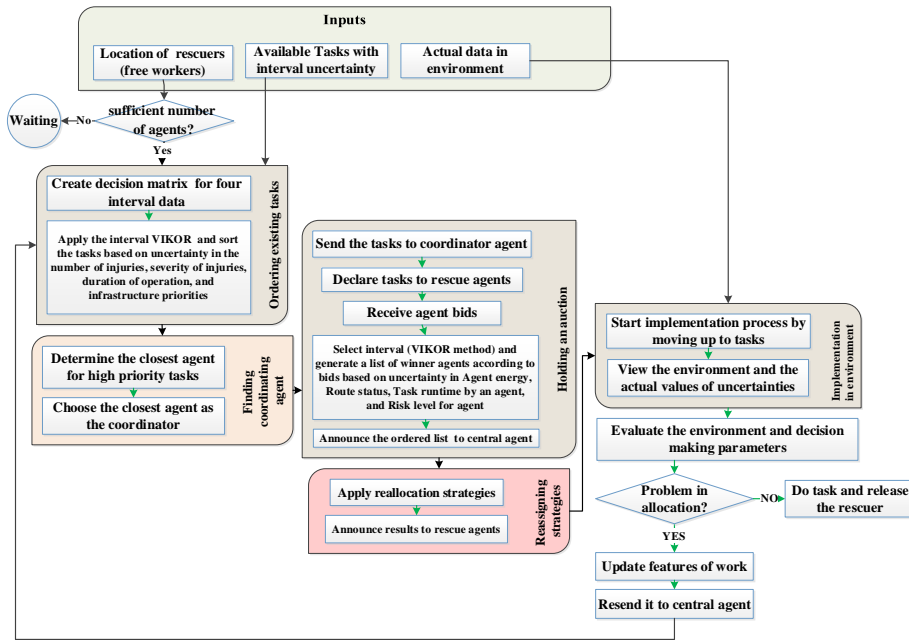 Inputs
Location of rescuers
(free workers)
Available Tasks with
interval uncertainty
Actual data in
environment
sufficient number
of agents?
No
Waiting
Yes
Create decision matrix for four
interval data
Apply the interval VIKOR and sort
the tasks based on uncertainty in the
number of injuries, severity of injuries,
duration of operation, and
infrastructure priorities
Ordering existing tasks
Determine the closest agent
for high priority tasks
Choose the closest agent as
the coordinator
Finding
coordinating
agent
Send the tasks to coordinator agent
Declare tasks to rescue agents
Receive agent bids
Select interval (VIKOR method) and
generate a list of winner agents according to
bids based on uncertainty in Agent energy,
Route status, Task runtime by an agent,
and Risk level for agent
Announce the ordered list to central agent
Holding an auction
Apply reallocation strategies
Announce results to rescue agents
Reassigning
strategies
Start implementation process by
moving up to tasks
View the environment and the
actual values of uncertainties
Implementation
in environment
Evaluate the environment and decision
making parameters
Problem in
allocation?
NO
Do task and release
the rescuer
YES
Update features of work
Resend it to central agent